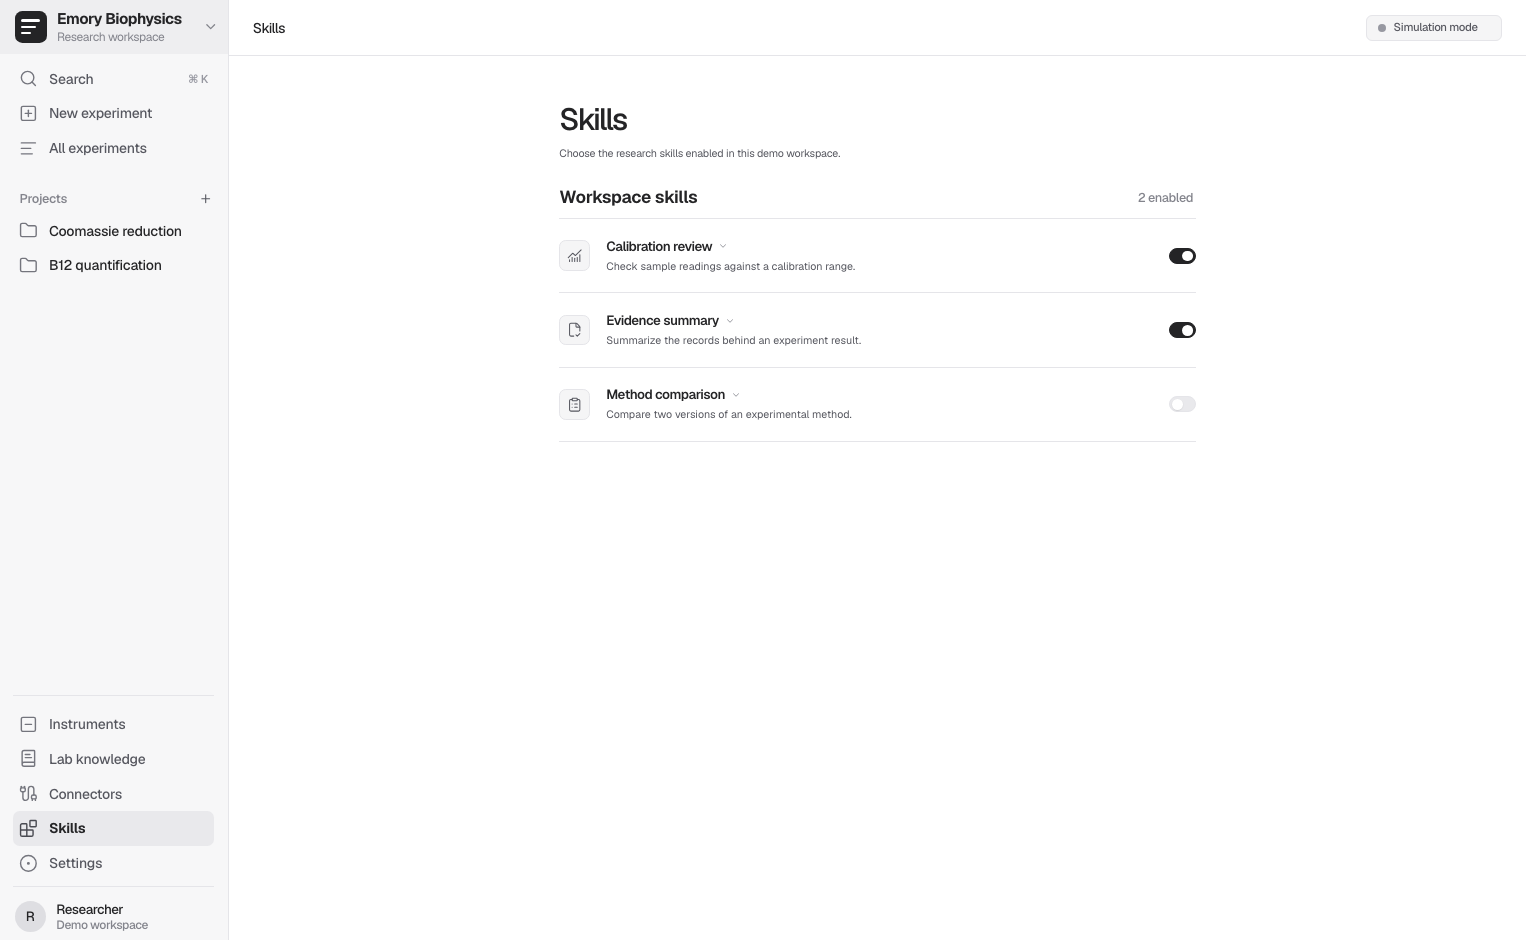 Emory Biophysics
Research workspace
Search ⌘ K
New experiment
All experiments
Projects +
Coomassie reduction
B12 quantification
Instruments
Lab knowledge
Connectors
Skills
Settings
R
Researcher
Demo workspace
Skills
Simulation mode
Skills
Choose the research skills enabled in this demo workspace.
Workspace skills
2 enabled
Calibration review
Check sample readings against a calibration range.
Evidence summary
Summarize the records behind an experiment result.
Method comparison
Compare two versions of an experimental method.